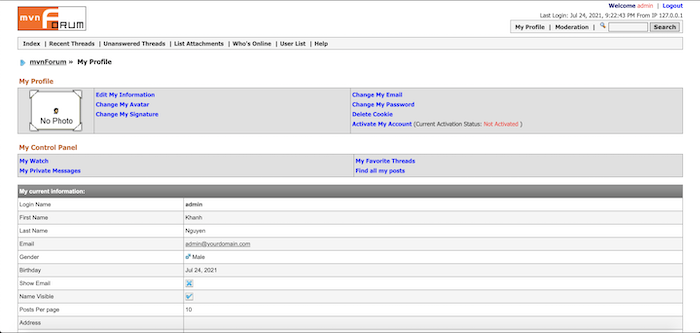 mvn
Forum
Welcome admin | Logout
Last Login: Jul 24, 2021, 9:22:43 PM From IP 127.0.0.1
My Profile | Moderation | Search
Index | Recent Threads | Unanswered Threads | List Attachments | Who's Online | User List | Help
mvnForum » My Profile
My Profile
No Photo
Edit My Information
Change My Avatar
Change My Signature
Change My Email
Change My Password
Delete Cookie
Activate My Account (Current Activation Status: Not Activated )
My Control Panel
My Watch My Favorite Threads
My Private Messages Find all my posts
My current information:
Login Name admin
First Name Khanh
Last Name Nguyen
Email admin@yourdomain.com
Gender Male
Birthday Jul 24, 2021
Show Email
Name Visible
Posts Per page 10
Address